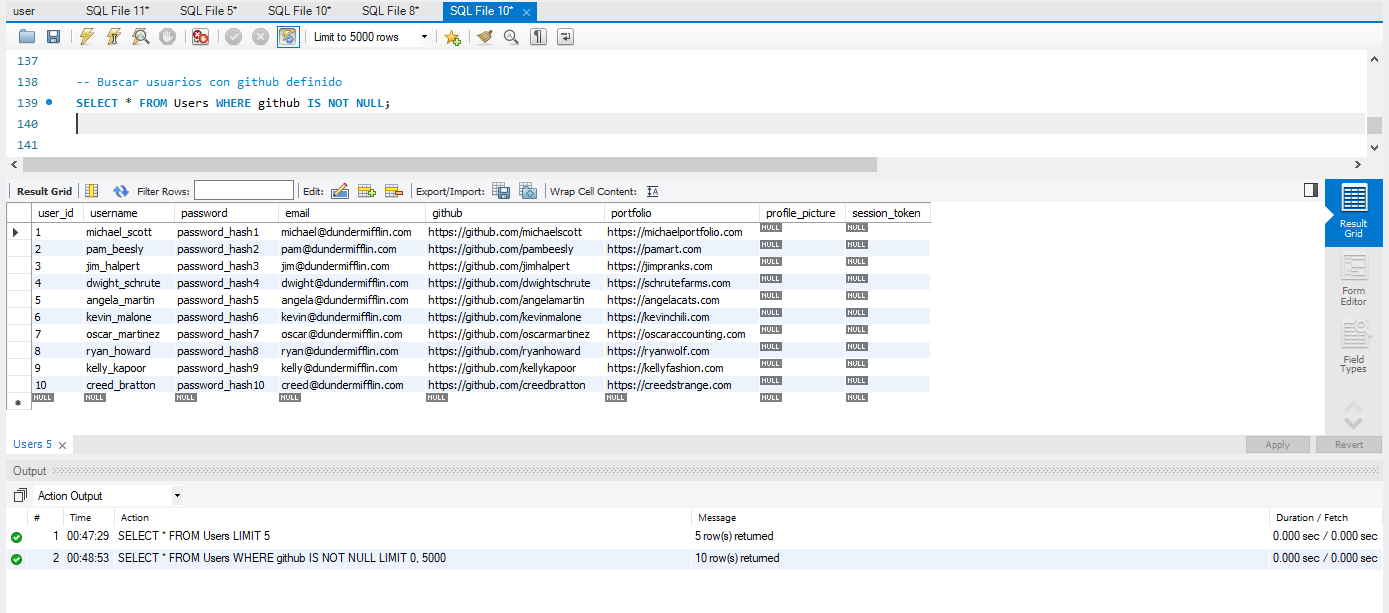 user SQL File 11* SQL File 5* SQL File 10* SQL File 8* SQL File 10*
Limit to 5000 rows
137
138 -- Buscar usuarios con github definido
139 SELECT * FROM Users WHERE github IS NOT NULL;
140
141
Result Grid Filter Rows: Edit: Export/Import: Wrap Cell Content:
user_id username password email github portfolio profile_picture session_token
1 michael_scott password_hash1 michael@dundermifflin.com https://github.com/michaelscott https://michaelportfolio.com NULL NULL
2 pam_beesly password_hash2 pam@dundermifflin.com https://github.com/pambeesly https://pamart.com NULL NULL
3 jim_halpert password_hash3 jim@dundermifflin.com https://github.com/jimhalpert https://jimpranks.com NULL NULL
4 dwight_schrute password_hash4 dwight@dundermifflin.com https://github.com/dwightschrute https://schrutefarms.com NULL NULL
5 angela_martin password_hash5 angela@dundermifflin.com https://github.com/angelamartin https://angelacats.com NULL NULL
6 kevin_malone password_hash6 kevin@dundermifflin.com https://github.com/kevinmalone https://kevinchili.com NULL NULL
7 oscar_martinez password_hash7 oscar@dundermifflin.com https://github.com/oscarmartinez https://oscaraccounting.com NULL NULL
8 ryan_howard password_hash8 ryan@dundermifflin.com https://github.com/ryanhoward https://ryanwolf.com NULL NULL
9 kelly_kapoor password_hash9 kelly@dundermifflin.com https://github.com/kellykapoor https://kellyfashion.com NULL NULL
10 creed_bratton password_hash10 creed@dundermifflin.com https://github.com/creedbratton https://creedstrange.com NULL NULL
NULL NULL NULL NULL NULL NULL NULL NULL
Result
Grid
Form
Editor
Field
Types
Users 5 Apply Revert
Output
Action Output
# Time Action Message Duration / Fetch
1 00:47:29 SELECT * FROM Users LIMIT 5 5 row(s) returned 0.000 sec / 0.000 sec
2 00:48:53 SELECT * FROM Users WHERE github IS NOT NULL LIMIT 0, 5000 10 row(s) returned 0.000 sec / 0.000 sec